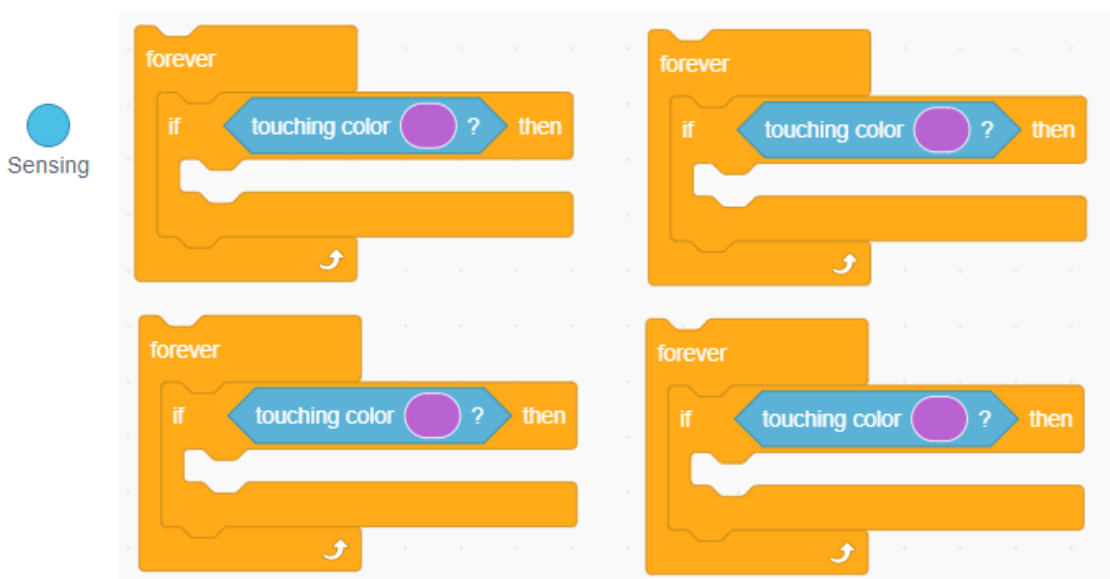 forever
if touching color ? then
forever
if touching color ? then
Sensing
forever
if touching color ? then
forever
if touching color ? then